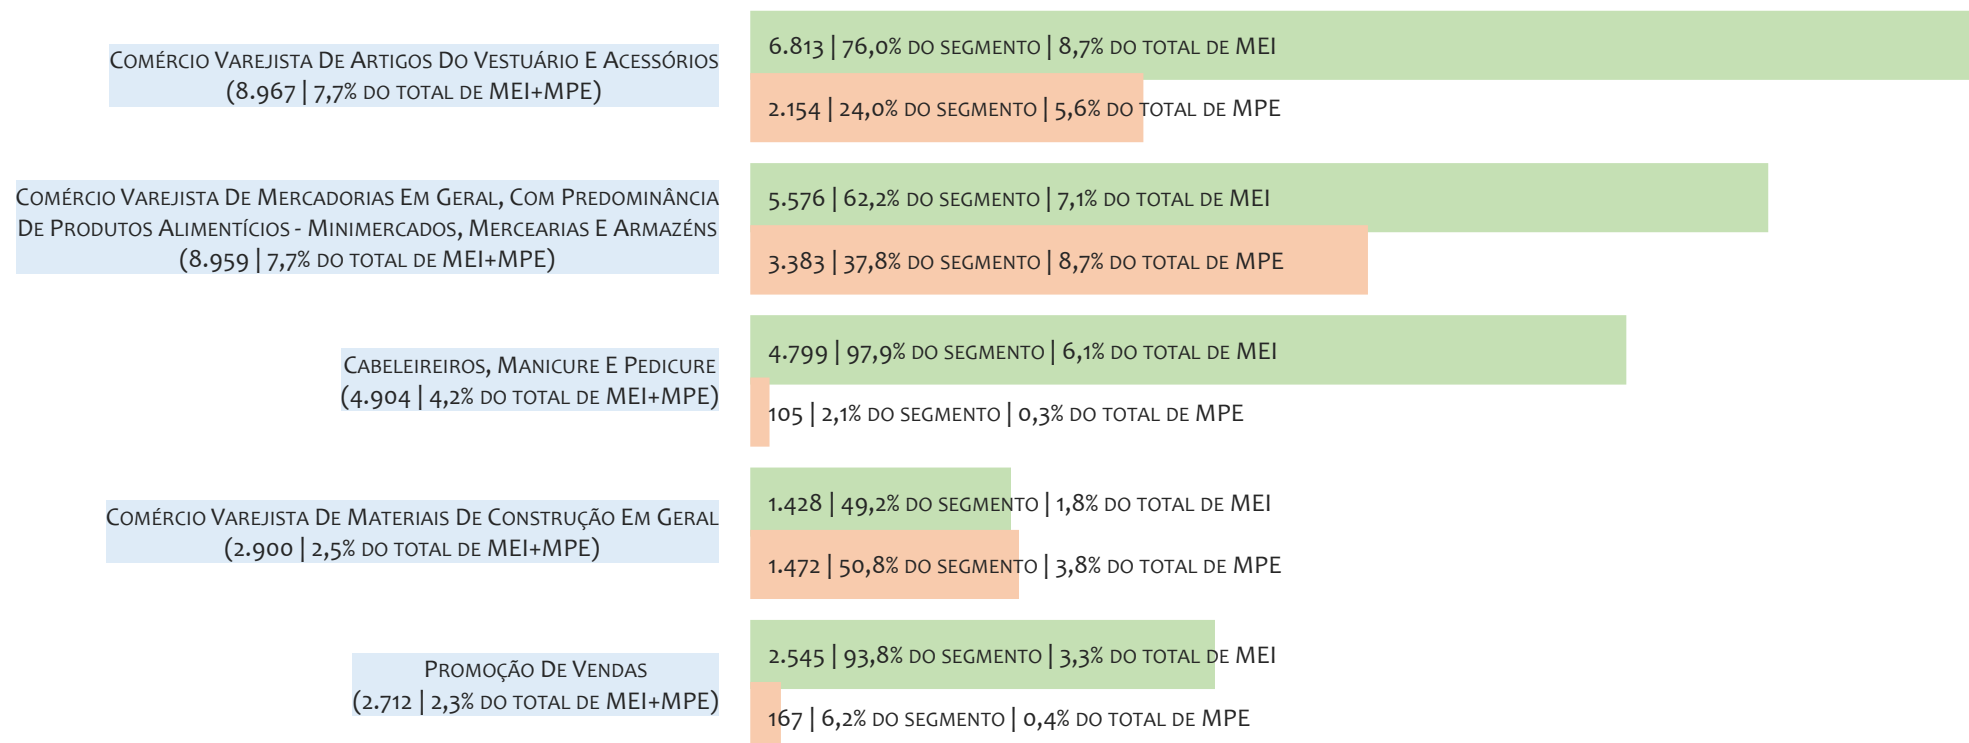 Comércio Varejista De Artigos Do Vestuário E Acessórios
(8.967 | 7,7% do total de MEI+MPE)
6.813 | 76,0% do segmento | 8,7% do total de MEI
2.154 | 24,0% do segmento | 5,6% do total de MPE
Comércio Varejista De Mercadorias Em Geral, Com Predominância
De Produtos Alimentícios - Minimercados, Mercearias E Armazéns
(8.959 | 7,7% do total de MEI+MPE)
5.576 | 62,2% do segmento | 7,1% do total de MEI
3.383 | 37,8% do segmento | 8,7% do total de MPE
Cabeleireiros, Manicure E Pedicure
(4.904 | 4,2% do total de MEI+MPE)
4.799 | 97,9% do segmento | 6,1% do total de MEI
105 | 2,1% do segmento | 0,3% do total de MPE
Comércio Varejista De Materiais De Construção Em Geral
(2.900 | 2,5% do total de MEI+MPE)
1.428 | 49,2% do segmento | 1,8% do total de MEI
1.472 | 50,8% do segmento | 3,8% do total de MPE
Promoção De Vendas
(2.712 | 2,3% do total de MEI+MPE)
2.545 | 93,8% do segmento | 3,3% do total de MEI
167 | 6,2% do segmento | 0,4% do total de MPE